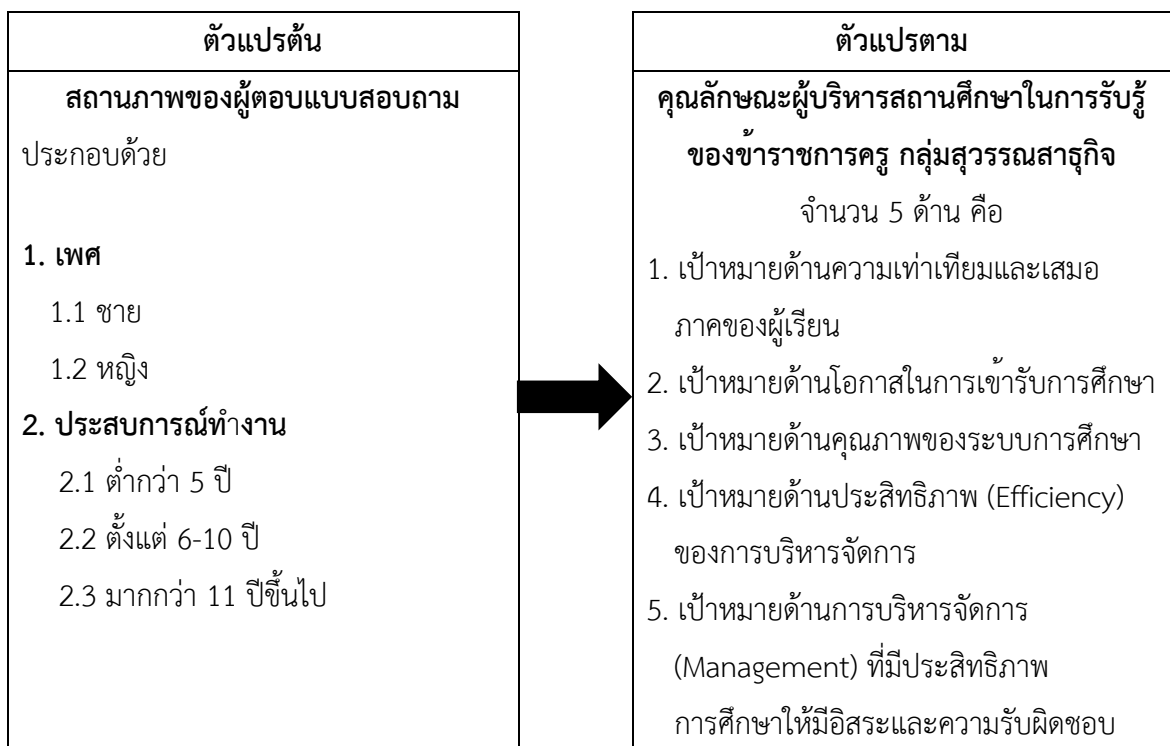 ตัวแปรต้น
สถานภาพของผู้ตอบแบบสอบถาม
ประกอบด้วย
1. เพศ
1.1 ชาย
1.2 หญิง
2. ประสบการณ์ทำงาน
2.1 ต่ำกว่า 5 ปี
2.2 ตั้งแต่ 6-10 ปี
2.3 มากกว่า 11 ปีขึ้นไป
ตัวแปรตาม
คุณลักษณะผู้บริหารสถานศึกษาในการรับรู้
ของข้าราชการครู กลุ่มสุวรรณสาธุกิจ
จำนวน 5 ด้าน คือ
1. เป้าหมายด้านความเท่าเทียมและเสมอ
ภาคของผู้เรียน
2. เป้าหมายด้านโอกาสในการเข้ารับการศึกษา
3. เป้าหมายด้านคุณภาพของระบบการศึกษา
4. เป้าหมายด้านประสิทธิภาพ (Efficiency)
ของการบริหารจัดการ
5. เป้าหมายด้านการบริหารจัดการ
(Management) ที่มีประสิทธิภาพ
การศึกษาให้มีอิสระและความรับผิดชอบ